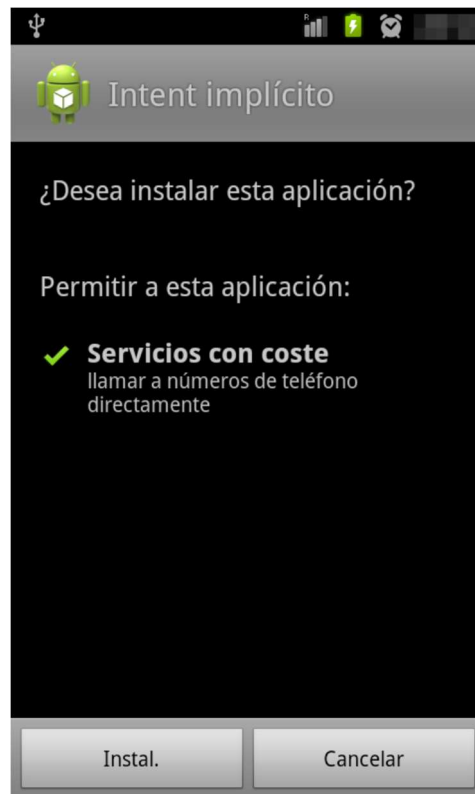 R
Intent implícito
¿Desea instalar esta aplicación?
Permitir a esta aplicación:
Servicios con coste
llamar a números de teléfono
directamente
Instal.
Cancelar